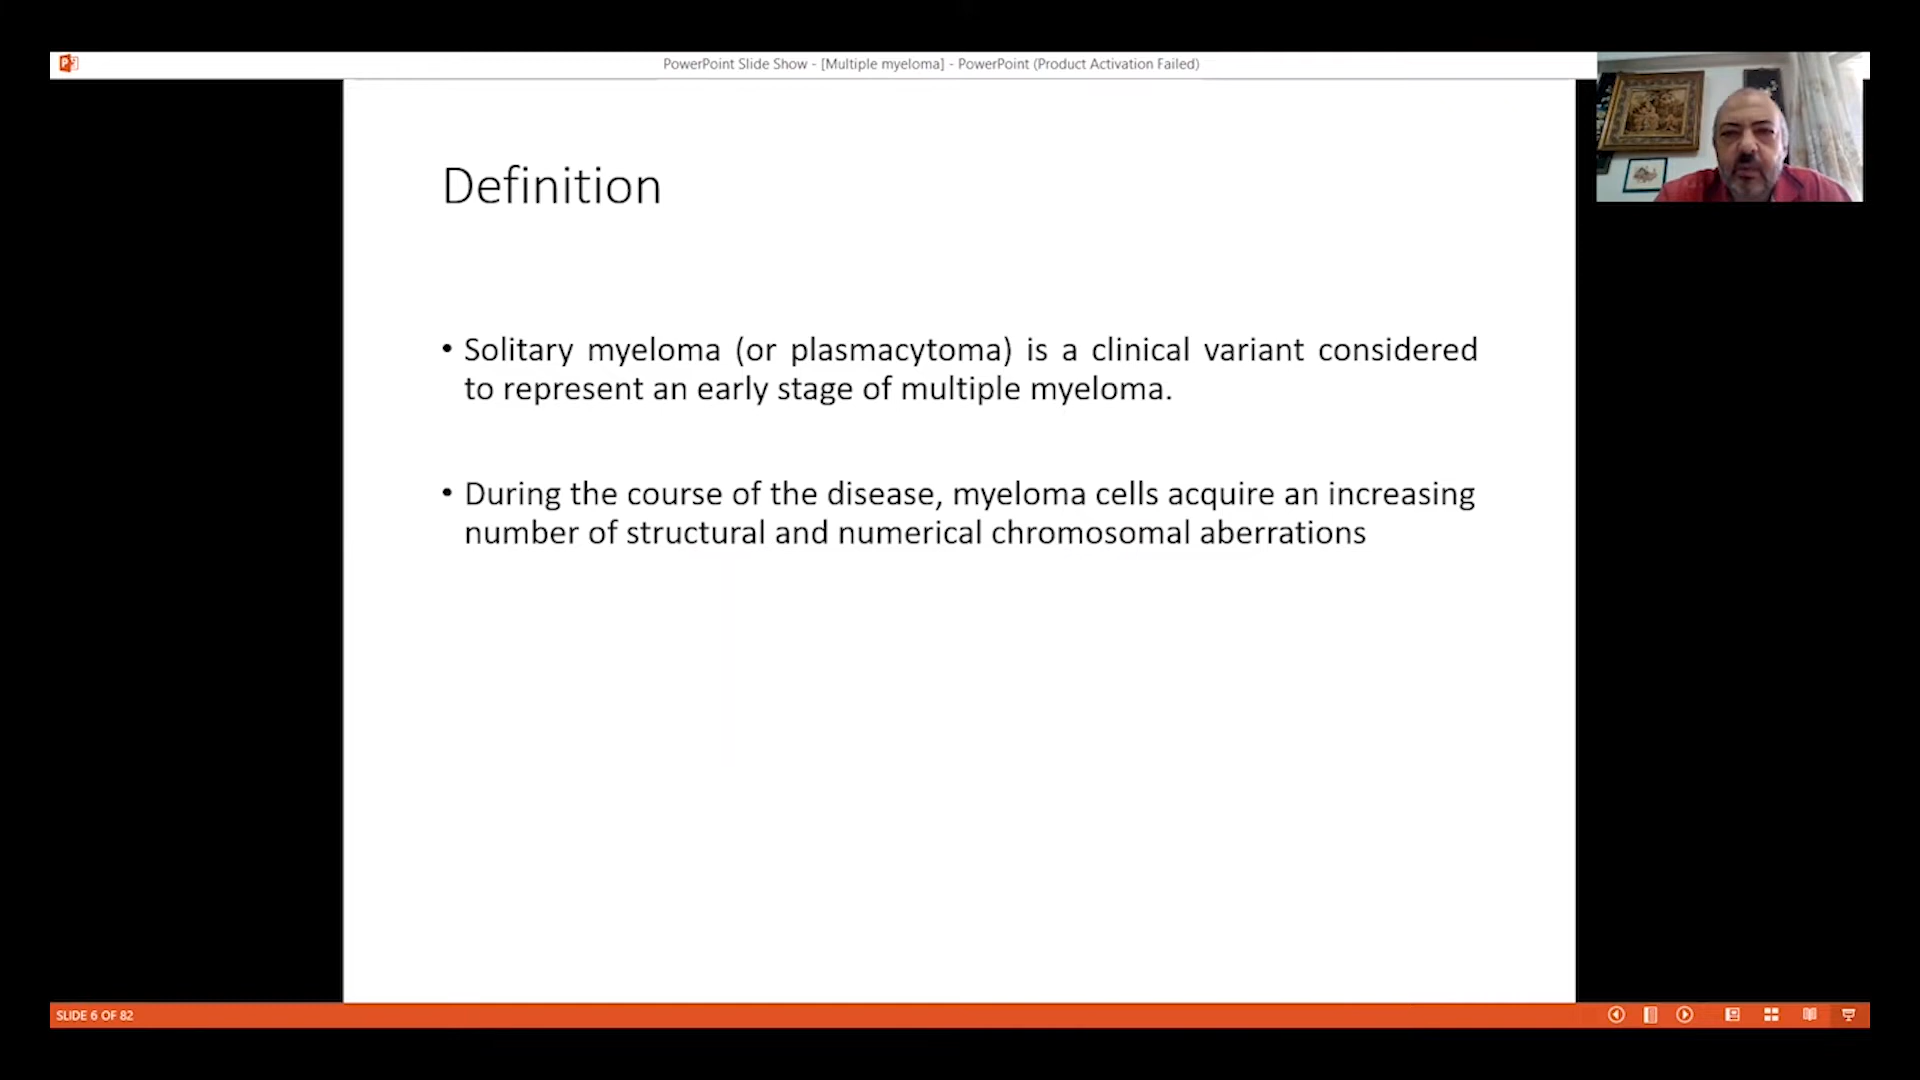 PowerPoint Slide Show - [Multiple myeloma] - PowerPoint (Product Activation Failed)
Definition
• Solitary myeloma (or plasmacytoma) is a clinical variant considered
to represent an early stage of multiple myeloma.
• During the course of the disease, myeloma cells acquire an increasing
number of structural and numerical chromosomal aberrations
SLIDE 6 OF 82